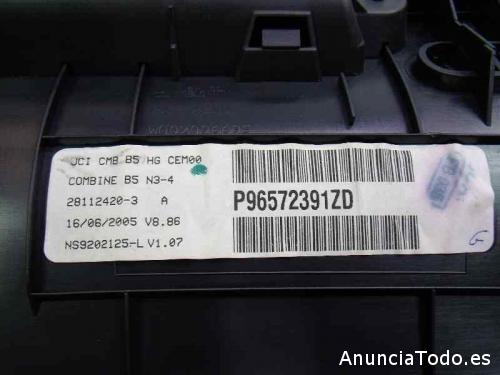 JCI CMB B5 HG CEM00
COMBINE B5 N3-4
28112420-3 A
16/06/2005 V8.86
NS9202125-L V1.07
P96572391ZD
G
AnunciaTodo.es